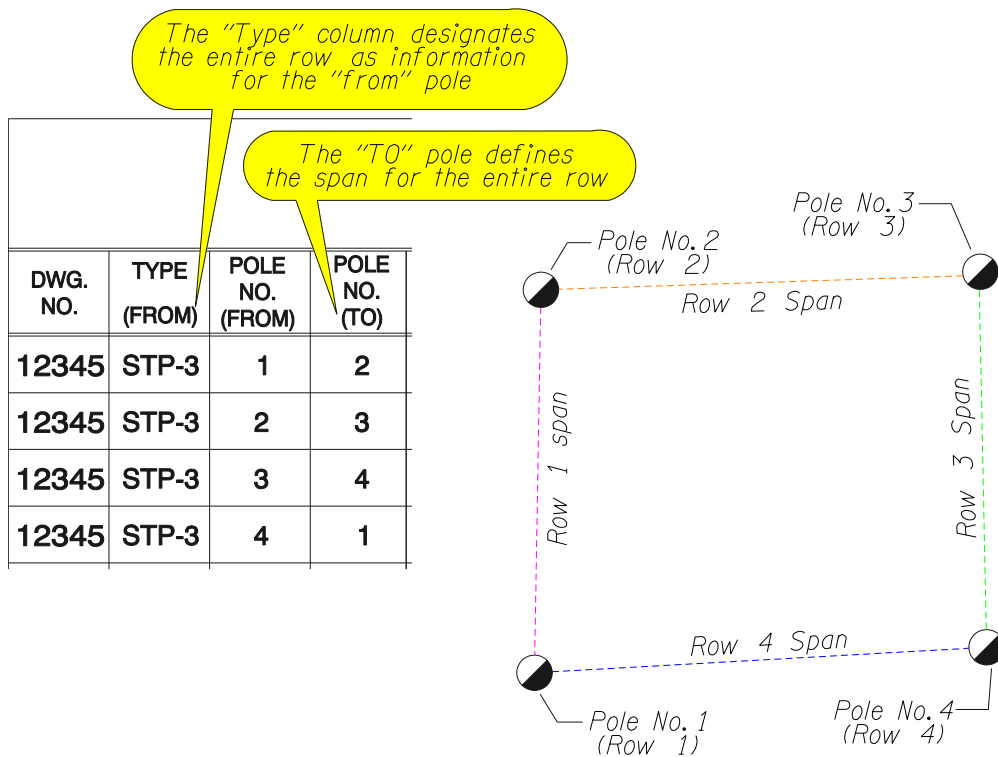 The "Type" column designates
the entire row as information
for the "from" pole
The "TO" pole defines
the span for the entire row
DWG.
NO.
TYPE
(FROM)
POLE
NO.
(FROM)
POLE
NO.
(TO)
12345 STP-3 1 2
12345 STP-3 2 3
12345 STP-3 3 4
12345 STP-3 4 1
Pole No.2
(Row 2)
Pole No.3
(Row 3)
Row 2 Span
Row 1 span
Row 3 Span
Row 4 Span
Pole No.1
(Row 1)
Pole No.4
(Row 4)